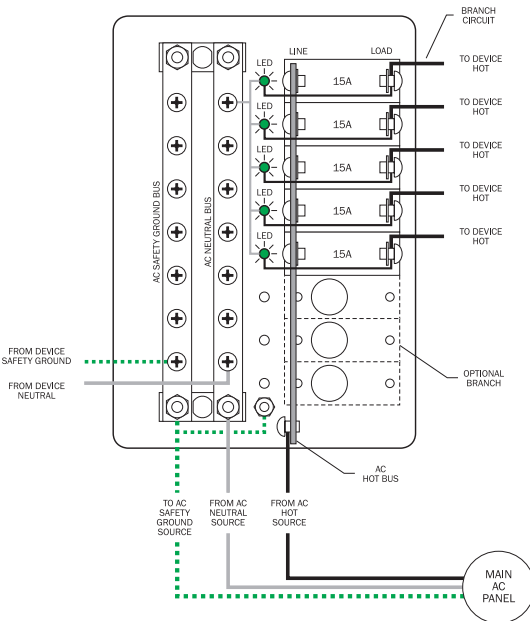 BRANCH
CIRCUIT
LED
LINE
LOAD
TO DEVICE
HOT
15A
LED
TO DEVICE
HOT
15A
LED
TO DEVICE
HOT
15A
LED
TO DEVICE
HOT
15A
LED
TO DEVICE
HOT
15A
AC SAFETY GROUND BUS
AC NEUTRAL BUS
FROM DEVICE
SAFETY GROUND
FROM DEVICE
NEUTRAL
OPTIONAL
BRANCH
AC
HOT BUS
TO AC
SAFETY
GROUND
SOURCE
FROM AC
NEUTRAL
SOURCE
FROM AC
HOT
SOURCE
MAIN
AC
PANEL